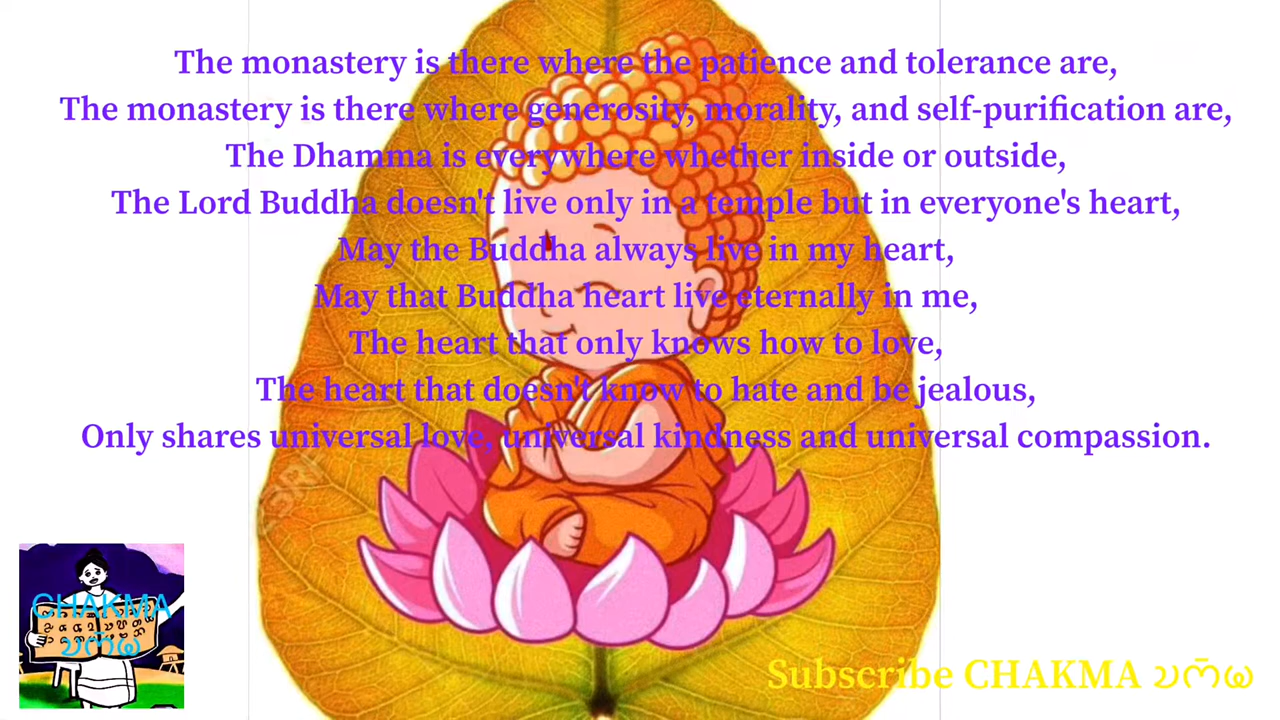 The monastery is there where the patience and tolerance are,
The monastery is there where generosity, morality, and self-purification are,
The Dhamma is everywhere whether inside or outside,
The Lord Buddha doesn't live only in a temple but in everyone's heart,
May the Buddha always live in my heart,
May that Buddha heart live eternally in me,
The heart that only knows how to love,
The heart that doesn't know to hate and be jealous,
Only shares universal love, universal kindness and universal compassion.
CHAKMA
Subscribe CHAKMA